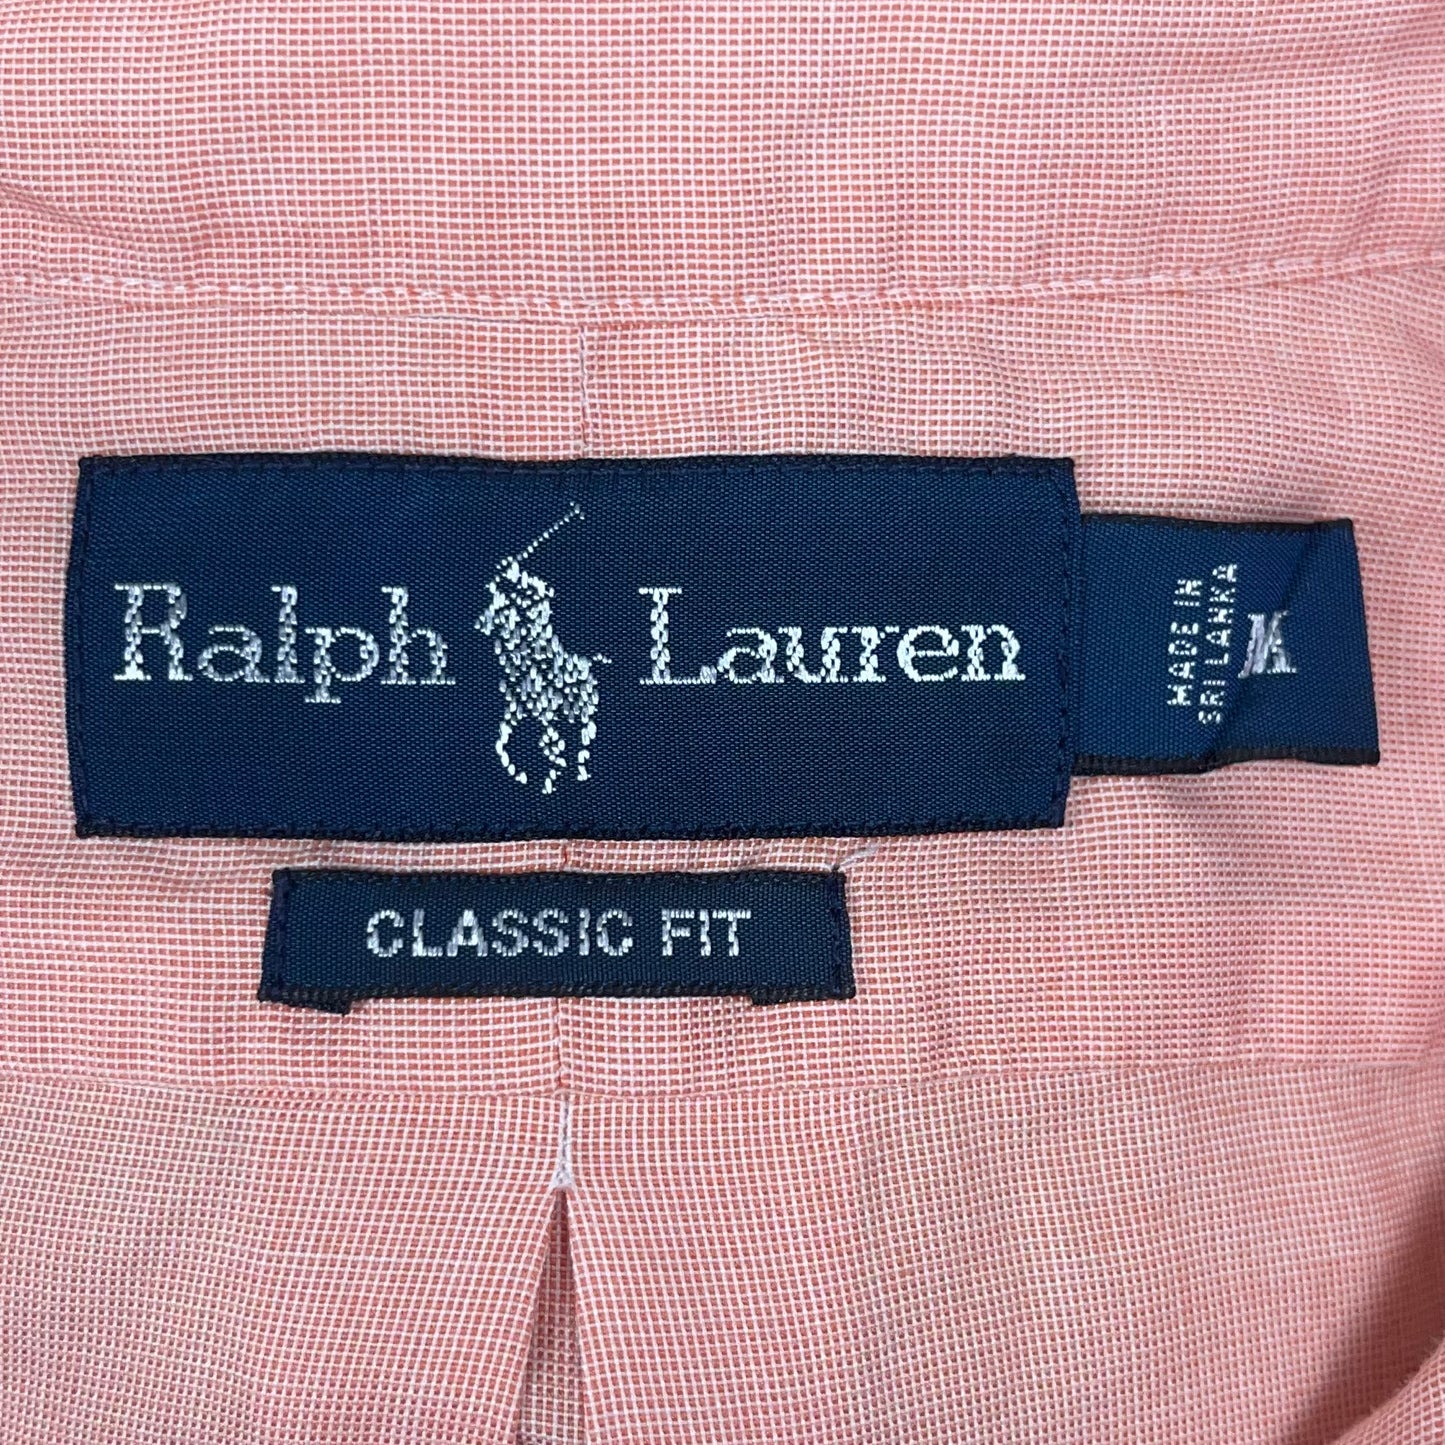 Ralph Lauren
MADE IN
SRI LANKA
M
CLASSIC FIT